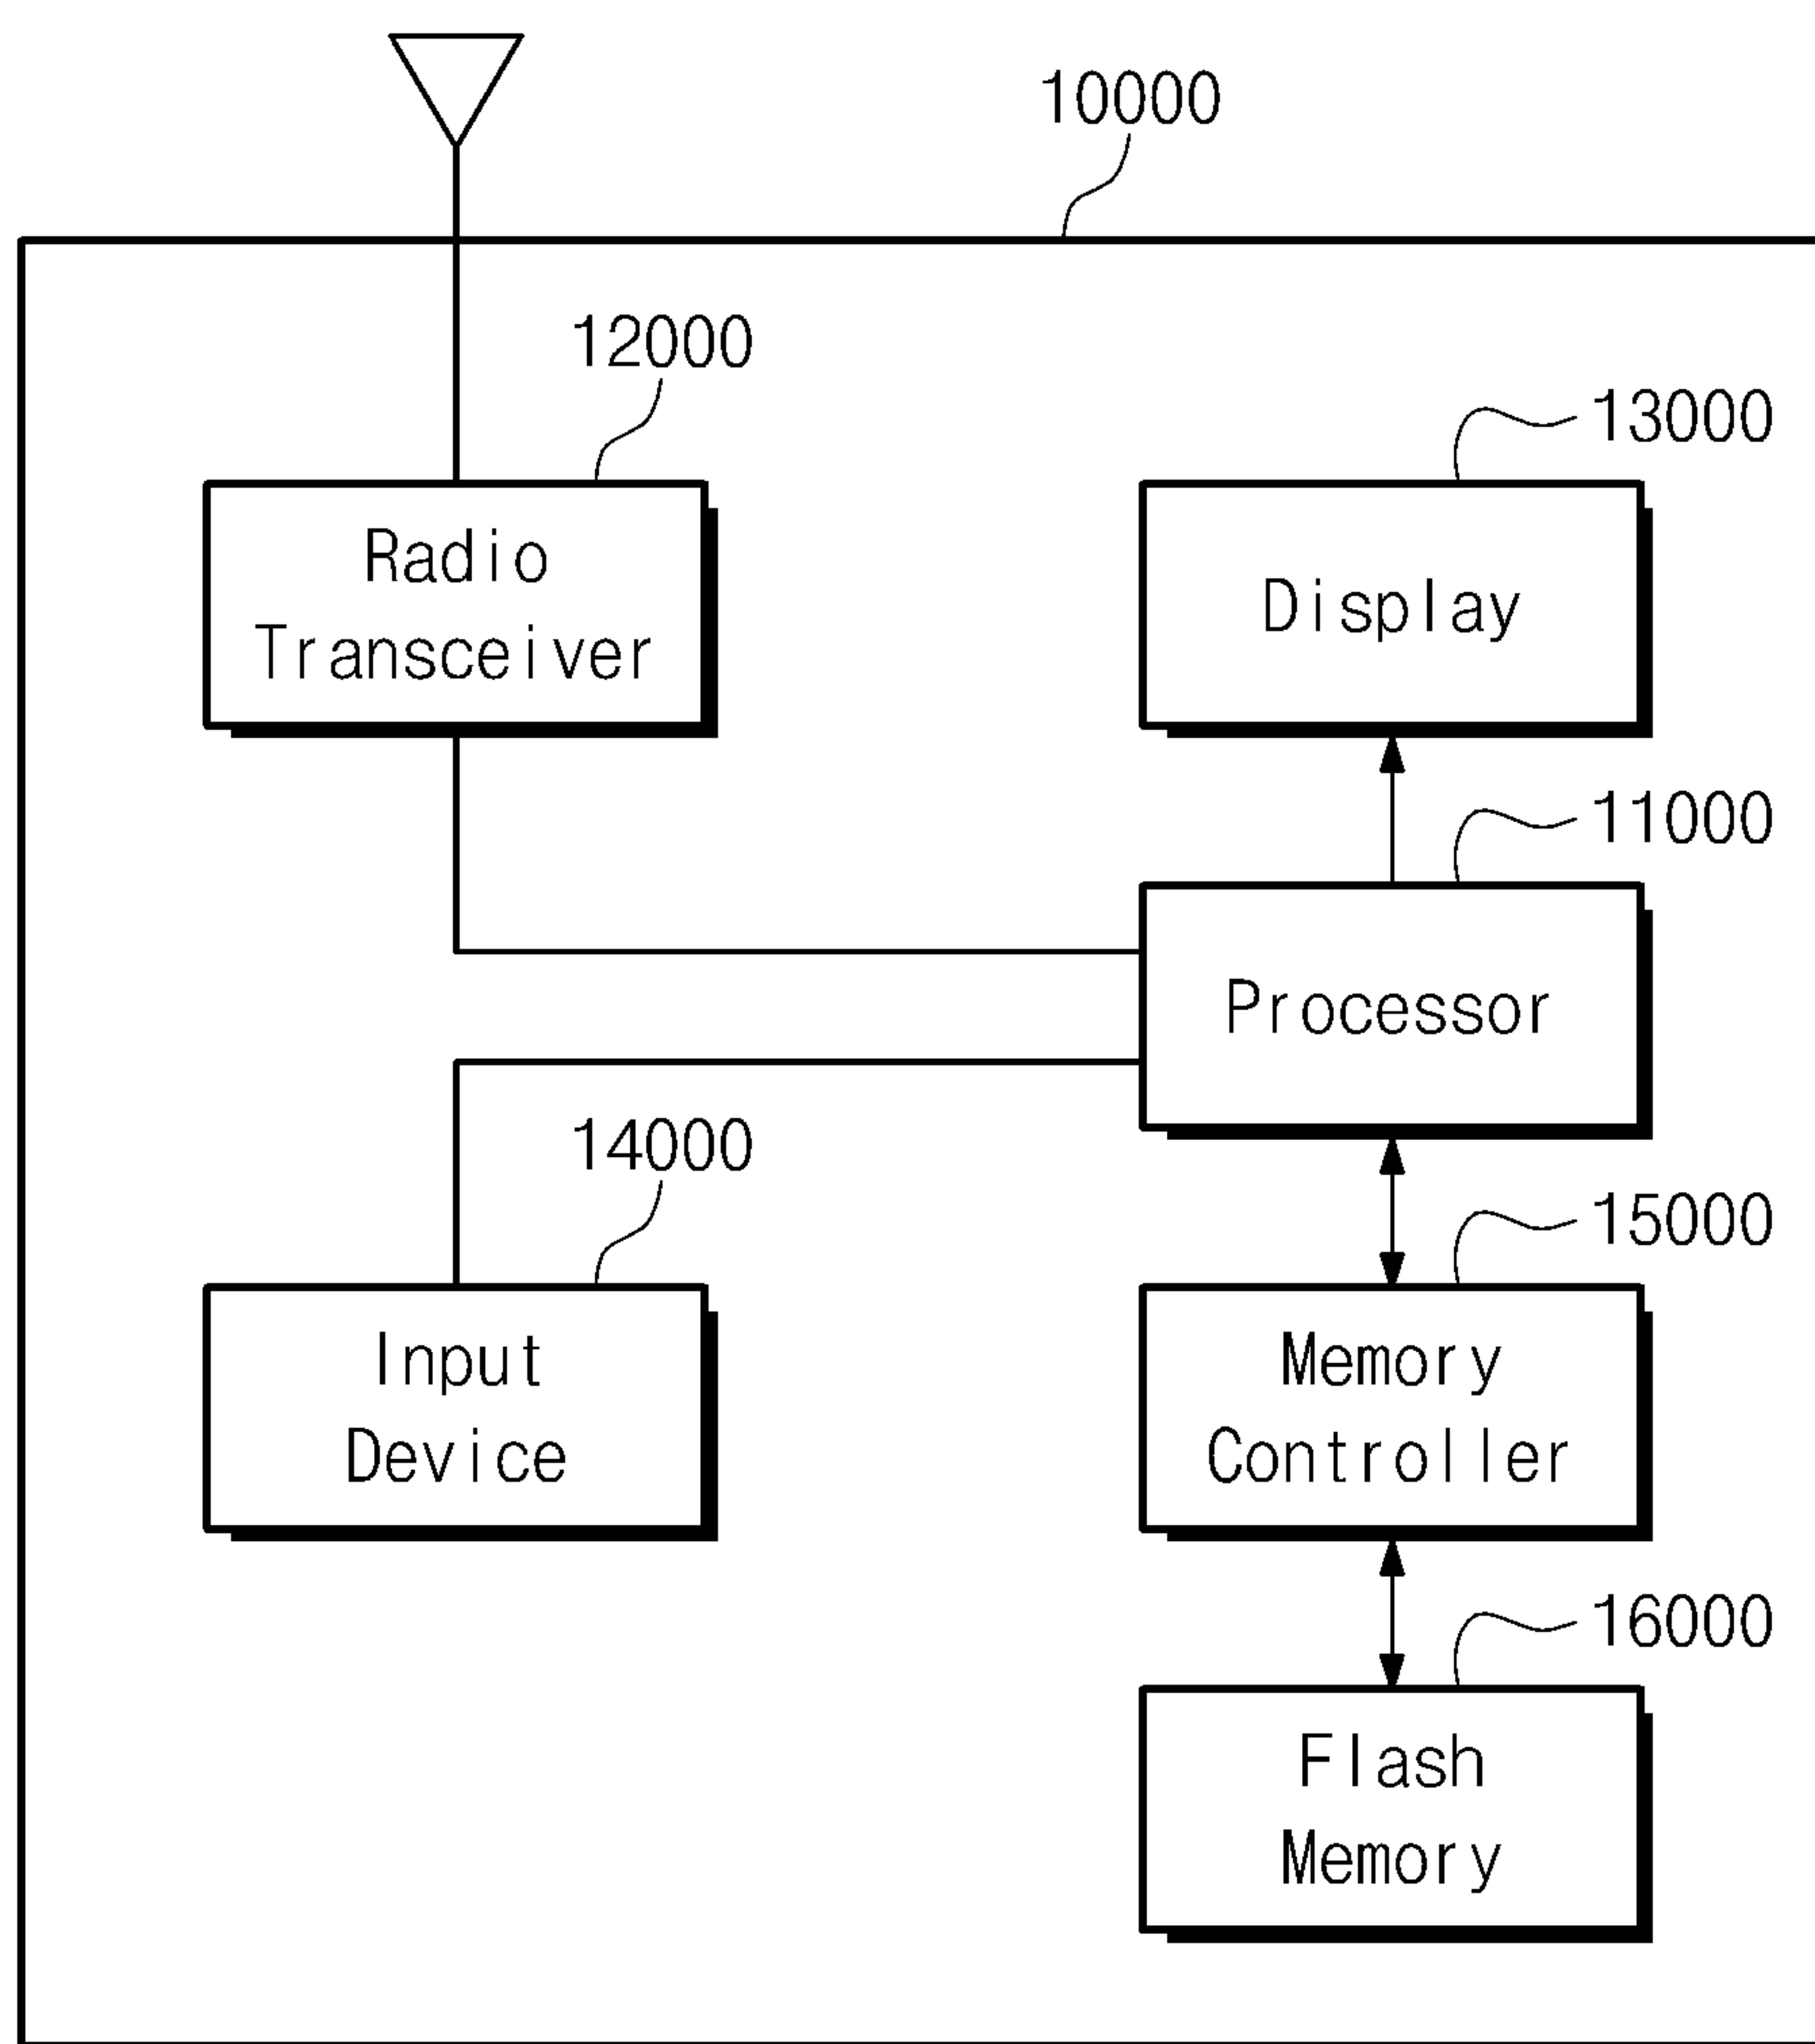 10000
12000
13000
Radio
Transceiver
Display
11000
Processor
14000
15000
Input
Device
Memory
Controller
16000
Flash
Memory